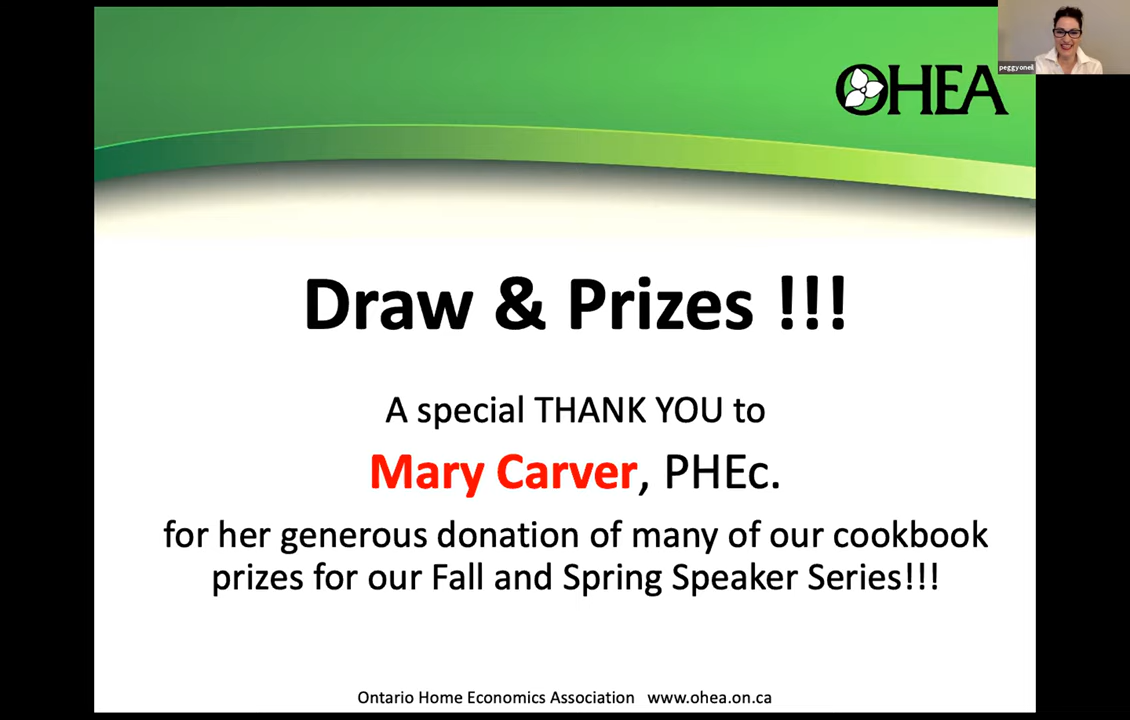 peggyoneil
OHEA
Draw & Prizes !!!
A special THANK YOU to
Mary Carver, PHEc.
for her generous donation of many of our cookbook
prizes for our Fall and Spring Speaker Series!!!
Ontario Home Economics Association www.ohea.on.ca